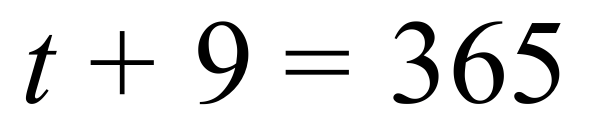 t + 9 = 365